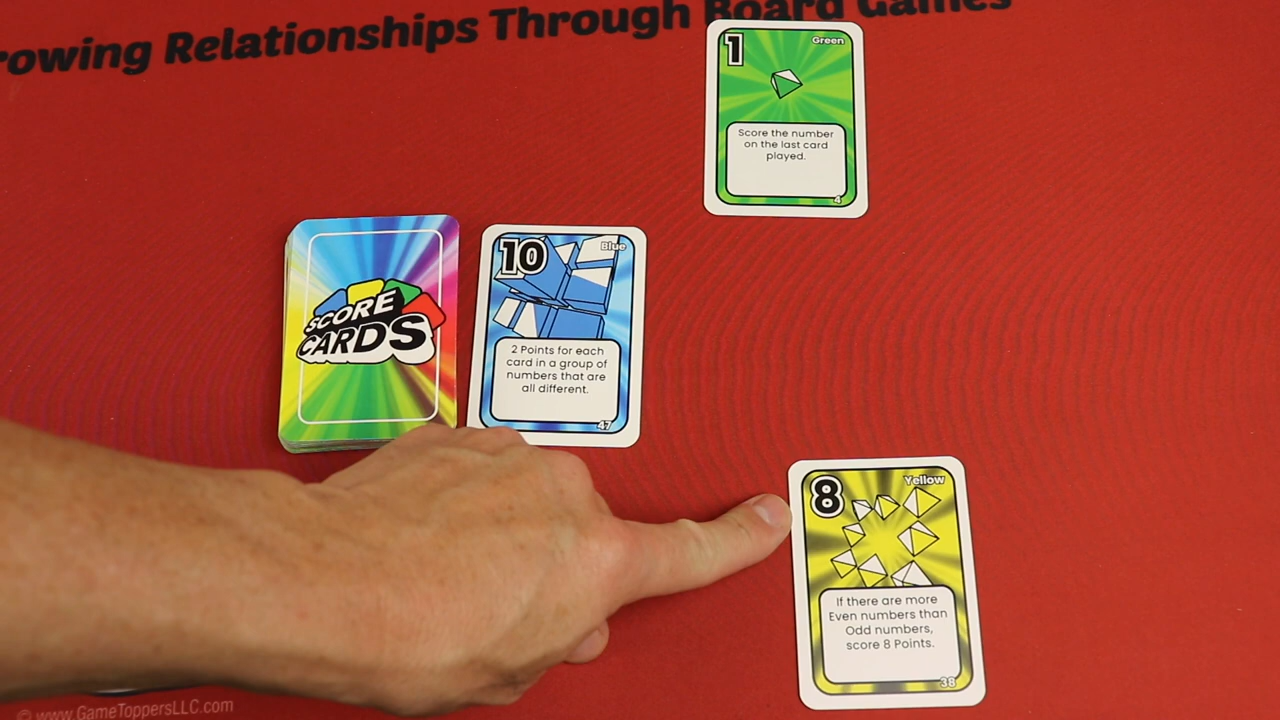 rowing Relationships Through Board Games
1
Green
Score the number
on the last card
played.
4
SCORE
CARDS
10
Blue
2 Points for each
card in a group of
numbers that are
all different.
47
8
Yellow
If there are more
Even numbers than
Odd numbers,
score 8 Points.
38
© www.GameToppersLLC.com